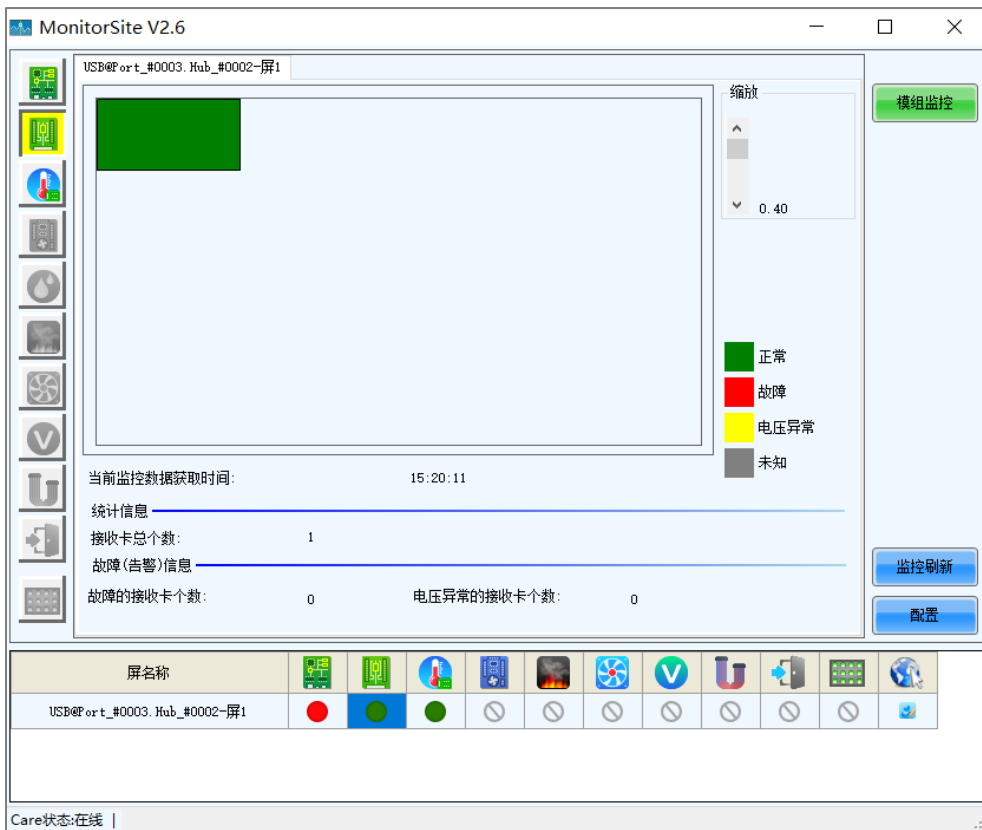 MonitorSite V2.6
USB@Port_#0003.Hub_#0002-屏1
缩放
模组监控
0.40
正常
故障
电压异常
未知
当前监控数据获取时间: 15:20:11
统计信息
接收卡总个数: 1
故障(告警)信息
监控刷新
故障的接收卡个数: 0 电压异常的接收卡个数: 0
配置
屏名称
USB@Port_#0003.Hub_#0002-屏1
Care状态:在线 |